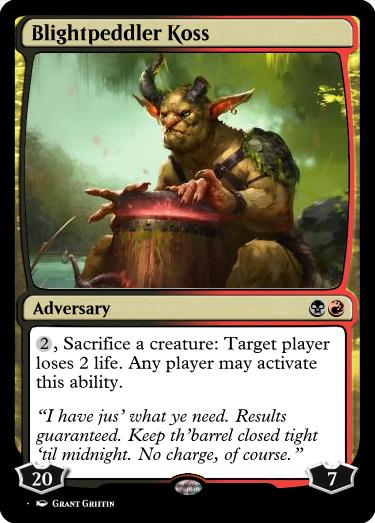 Blightpeddler Koss
Adversary
2, Sacrifice a creature: Target player
loses 2 life. Any player may activate
this ability.
“I have jus’ what ye need. Results
guaranteed. Keep th’barrel closed tight
‘til midnight. No charge, of course.”
20
7
Grant Griffin